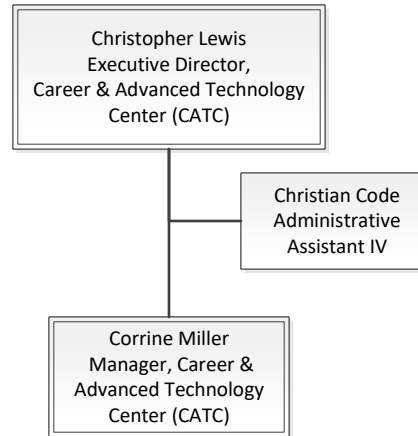 Christopher Lewis
Executive Director,
Career & Advanced Technology
Center (CATC)
Christian Code
Administrative
Assistant IV
Corrine Miller
Manager, Career &
Advanced Technology
Center (CATC)